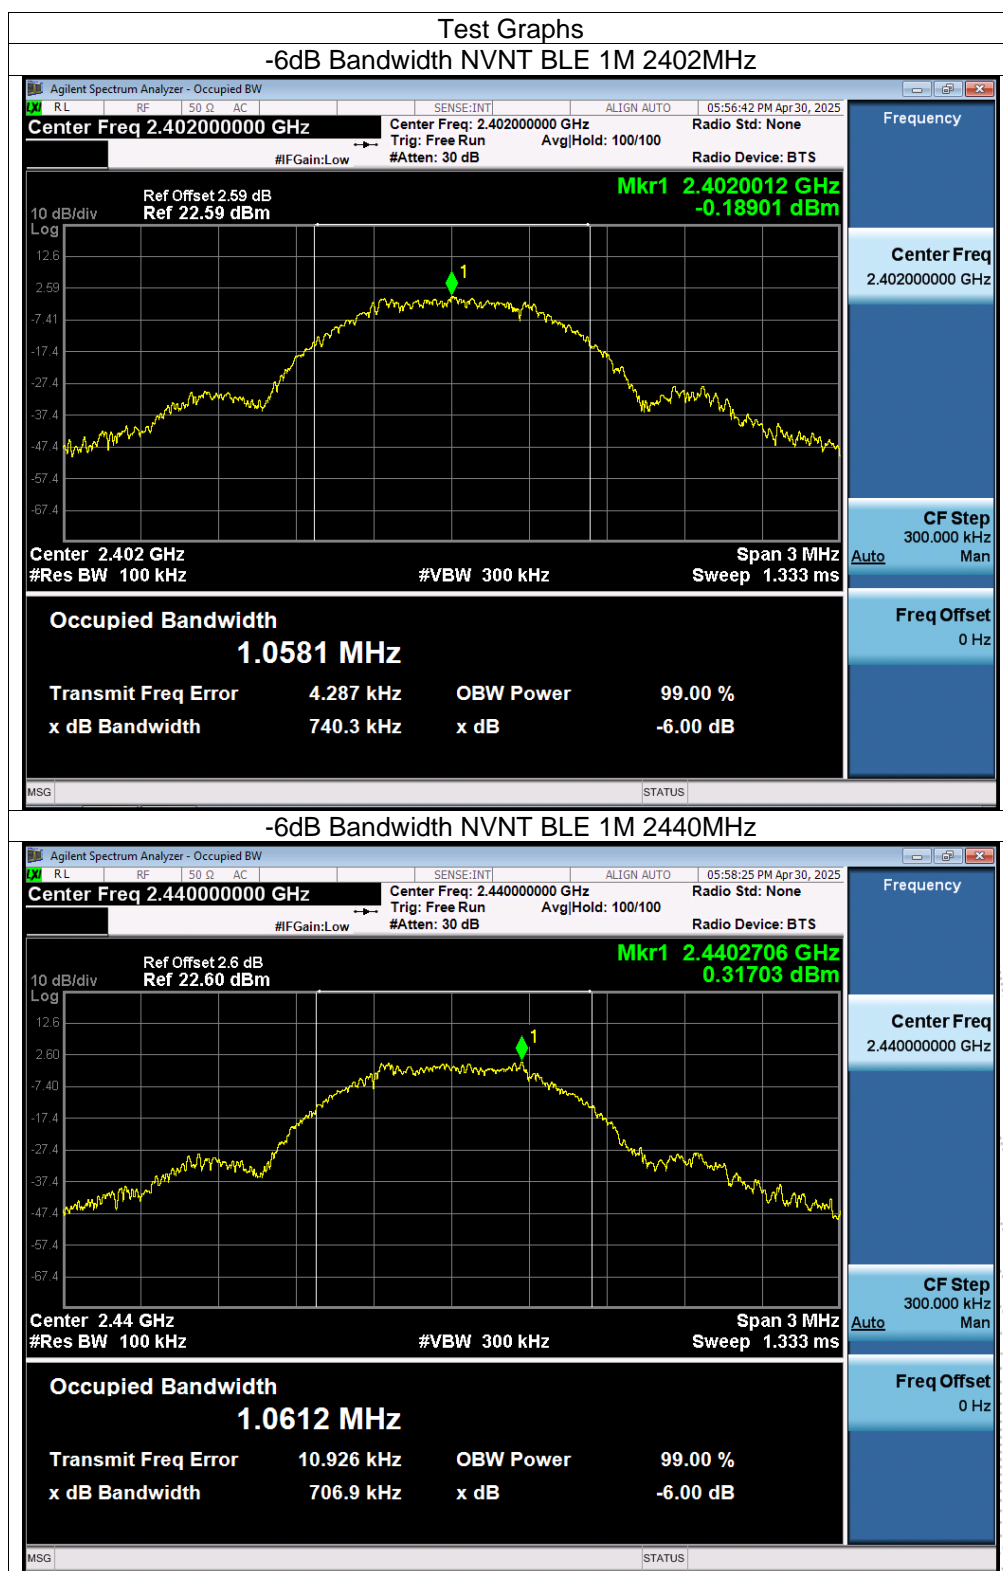 Test Graphs
-6dB Bandwidth NVNT BLE 1M 2402MHz
Agilent Spectrum Analyzer - Occupied BW
LXI RL RF 50 Ω AC SENSE:INT ALIGN AUTO 05:56:42 PM Apr 30, 2025
Center Freq 2.402000000 GHz
Center Freq: 2.402000000 GHz
Radio Std: None
Frequency
Trig: Free Run Avg|Hold: 100/100
#IFGain:Low #Atten: 30 dB Radio Device: BTS
Mkr1 2.4020012 GHz
-0.18901 dBm
Ref Offset 2.59 dB
10 dB/div Ref 22.59 dBm
Log
12.6
2.59
-7.41
-17.4
-27.4
-37.4
-47.4
-57.4
-67.4
1
Center Freq
2.402000000 GHz
CF Step
300.000 kHz
Auto Man
Freq Offset
0 Hz
Center 2.402 GHz Span 3 MHz
#Res BW 100 kHz #VBW 300 kHz Sweep 1.333 ms
Occupied Bandwidth
1.0581 MHz
Transmit Freq Error 4.287 kHz OBW Power 99.00 %
x dB Bandwidth 740.3 kHz x dB -6.00 dB
MSG STATUS
-6dB Bandwidth NVNT BLE 1M 2440MHz
Agilent Spectrum Analyzer - Occupied BW
LXI RL RF 50 Ω AC SENSE:INT ALIGN AUTO 05:58:25 PM Apr 30, 2025
Center Freq 2.440000000 GHz
Center Freq: 2.440000000 GHz
Radio Std: None
Frequency
Trig: Free Run Avg|Hold: 100/100
#IFGain:Low #Atten: 30 dB Radio Device: BTS
Mkr1 2.4402706 GHz
0.31703 dBm
Ref Offset 2.6 dB
10 dB/div Ref 22.60 dBm
Log
12.6
2.60
-7.40
-17.4
-27.4
-37.4
-47.4
-57.4
-67.4
1
Center Freq
2.440000000 GHz
CF Step
300.000 kHz
Auto Man
Freq Offset
0 Hz
Center 2.44 GHz Span 3 MHz
#Res BW 100 kHz #VBW 300 kHz Sweep 1.333 ms
Occupied Bandwidth
1.0612 MHz
Transmit Freq Error 10.926 kHz OBW Power 99.00 %
x dB Bandwidth 706.9 kHz x dB -6.00 dB
MSG STATUS